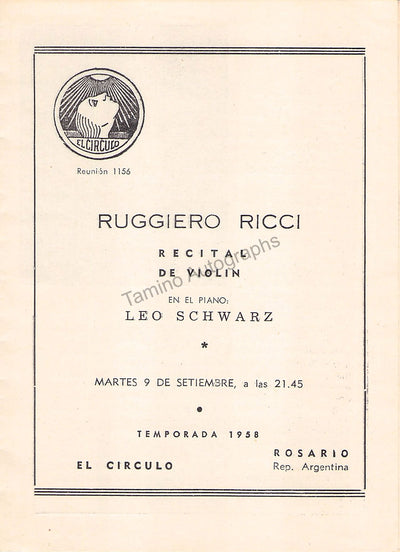 EL CIRCULO
Reunión 1156
RUGGIERO RICCI
RECITAL
DE VIOLIN
Tamino Autographs
EN EL PIANO:
LEO SCHWARZ
*
MARTES 9 DE SETIEMBRE, a las 21.45
•
TEMPORADA 1958
EL CIRCULO
ROSARIO
Rep. Argentina